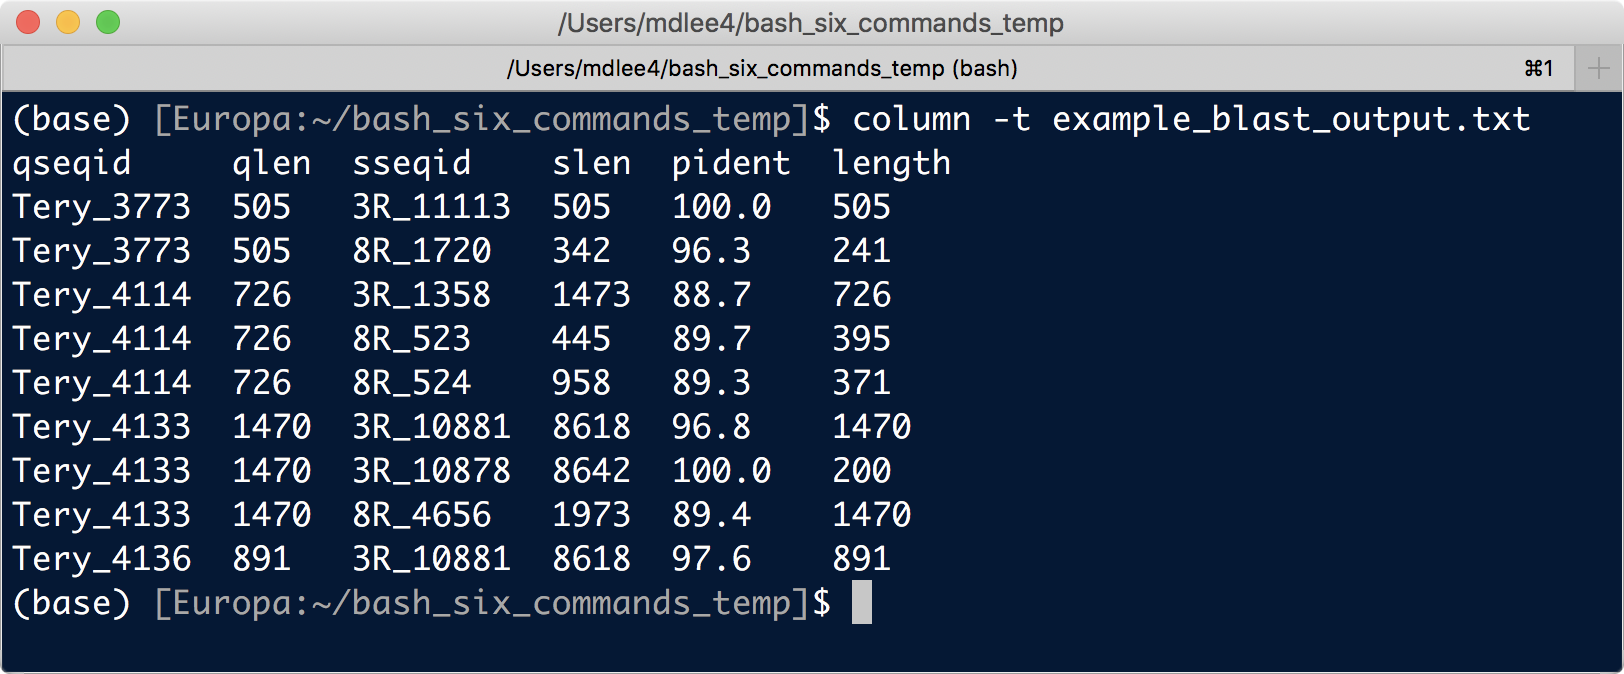 /Users/mdlee4/bash_six_commands_temp
/Users/mdlee4/bash_six_commands_temp (bash) ⌘1
(base) [Europa:~/bash_six_commands_temp]$ column -t example_blast_output.txt
qseqid qlen sseqid slen pident length
Tery_3773 505 3R_11113 505 100.0 505
Tery_3773 505 8R_1720 342 96.3 241
Tery_4114 726 3R_1358 1473 88.7 726
Tery_4114 726 8R_523 445 89.7 395
Tery_4114 726 8R_524 958 89.3 371
Tery_4133 1470 3R_10881 8618 96.8 1470
Tery_4133 1470 3R_10878 8642 100.0 200
Tery_4133 1470 8R_4656 1973 89.4 1470
Tery_4136 891 3R_10881 8618 97.6 891
(base) [Europa:~/bash_six_commands_temp]$